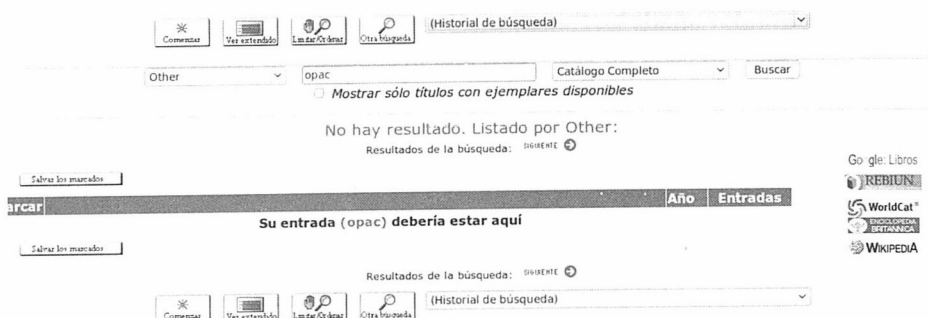 Comenzar Ver extendido Limitar/Ordenar Otra búsqueda (Historial de búsqueda)
Other opac Catálogo Completo Buscar
Mostrar sólo títulos con ejemplares disponibles
No hay resultado. Listado por Other:
Resultados de la búsqueda: SIGUIENTE
Google: Libros
Salvar los marcados
REBIUN
arcar Año Entradas
WorldCat®
Su entrada (opac) debería estar aquí
ENCICLOPEDIA BRITANNICA
Salvar los marcados
WIKIPEDIA
Resultados de la búsqueda: SIGUIENTE
Comenzar Ver extendido Limitar/Ordenar Otra búsqueda (Historial de búsqueda)